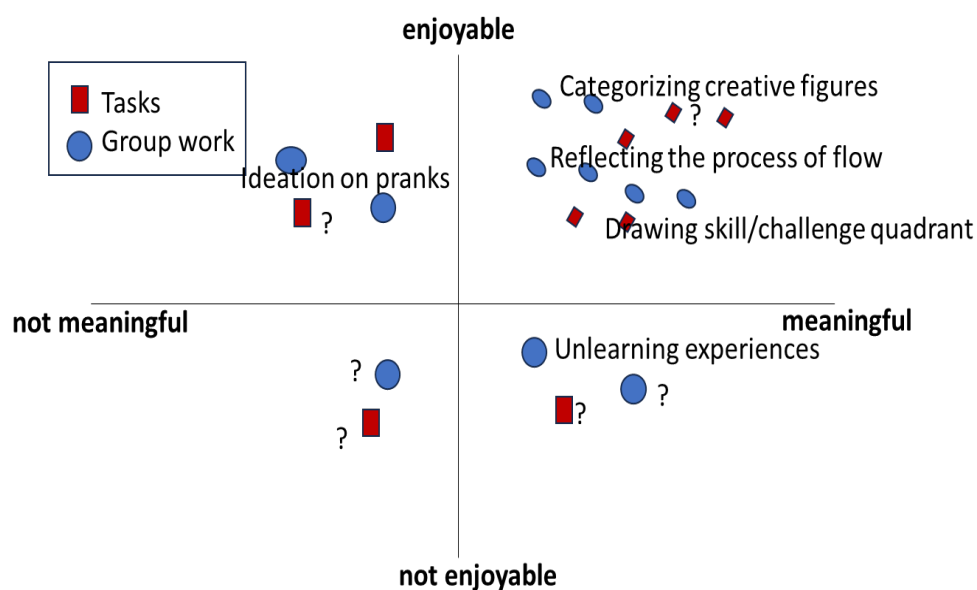 enjoyable
Tasks
Group work
Categorizing creative figures
?
Reflecting the process of flow
Ideation on pranks
?
Drawing skill/challenge quadrant
not meaningful
meaningful
Unlearning experiences
?
?
?
?
not enjoyable